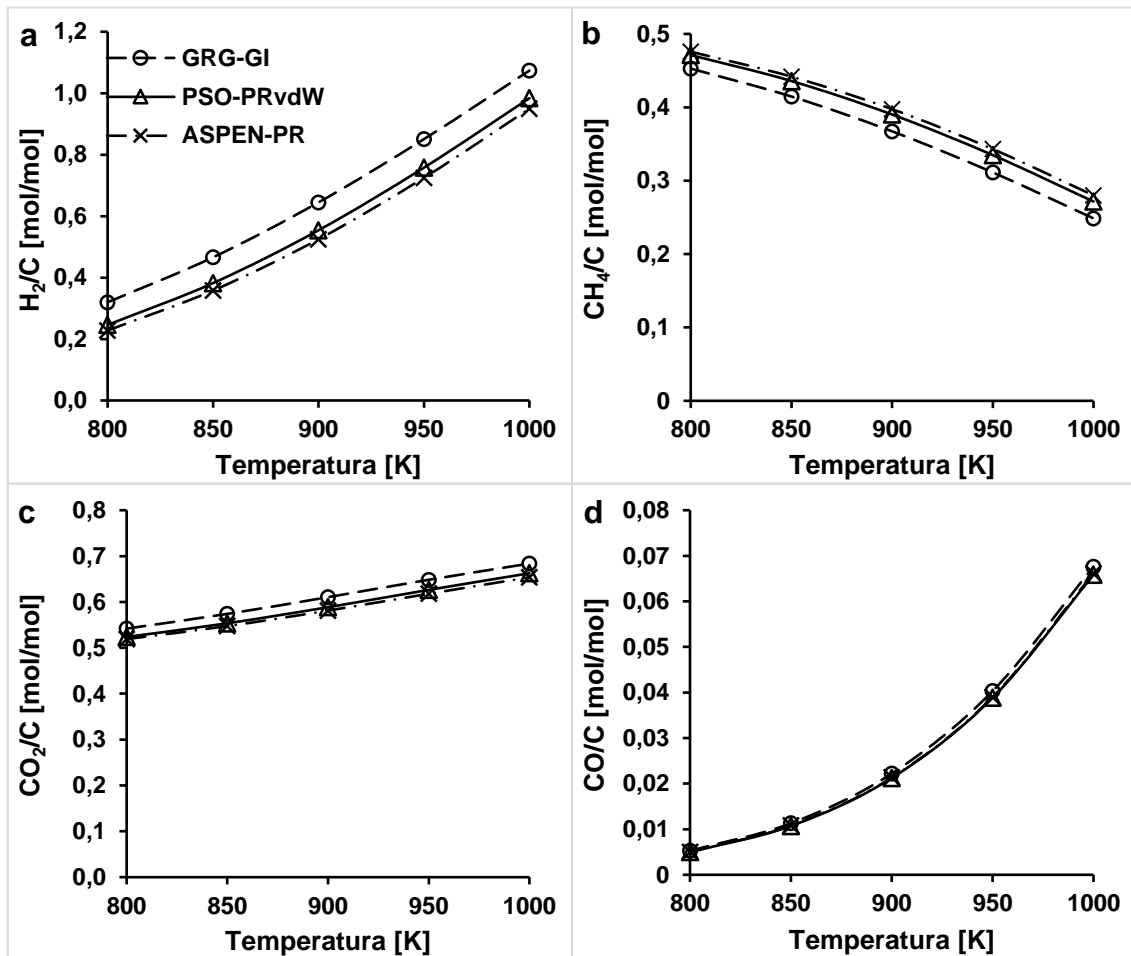 a
H₂/C [mol/mol]
1,2
1,0
0,8
0,6
0,4
0,2
0,0
GRG-GI
PSO-PRvdW
ASPEN-PR
800 850 900 950 1000
Temperatura [K]
b
CH₄/C [mol/mol]
0,5
0,4
0,3
0,2
0,1
0
800 850 900 950 1000
Temperatura [K]
c
CO₂/C [mol/mol]
0,8
0,7
0,6
0,5
0,4
0,3
0,2
0,1
0,0
800 850 900 950 1000
Temperatura [K]
d
CO/C [mol/mol]
0,08
0,07
0,06
0,05
0,04
0,03
0,02
0,01
0
800 850 900 950 1000
Temperatura [K]